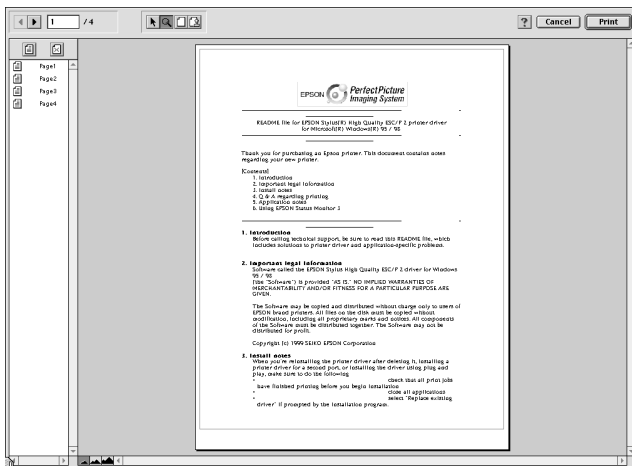 1 / 4
? Cancel Print
Page1
Page2
Page3
Page4
EPSON PerfectPicture
Imaging System
README file for EPSON Stylus(R) High Quality ESC/P 2 printer driver
for Microsoft(R) Windows(R) 95 / 98
Thank you for purchasing an Epson printer. This document contains notes
regarding your new printer.
[Contents]
1. Introduction
2. Important legal information
3. Install notes
4. Q & A regarding printing
5. Application notes
6. Using EPSON Status Monitor 3
1. Introduction
Before calling technical support, be sure to read this README file, which
includes solutions to printer driver and application-specific problems.
2. Important legal information
Software called the EPSON Stylus High Quality ESC/P 2 driver for Windows
95 / 98
(the "Software") is provided "AS IS." NO IMPLIED WARRANTIES OF
MERCHANTABILITY AND/OR FITNESS FOR A PARTICULAR PURPOSE ARE
GIVEN.
The Software may be copied and distributed without charge only to users of
EPSON brand printers. All files on the disk must be copied without
modification, including all proprietary marks and notices. All components
of the Software must be distributed together. The Software may not be
distributed for profit.
Copyright (c) 1999 SEIKO EPSON Corporation
3. Install notes
When you're reinstalling the printer driver after deleting it, installing a
printer driver for a second port, or installing the driver using plug and
play, make sure to do the following
* check that all print jobs
have finished printing before you begin installation
* close all applications
* select "Replace existing
driver" if prompted by the installation program.